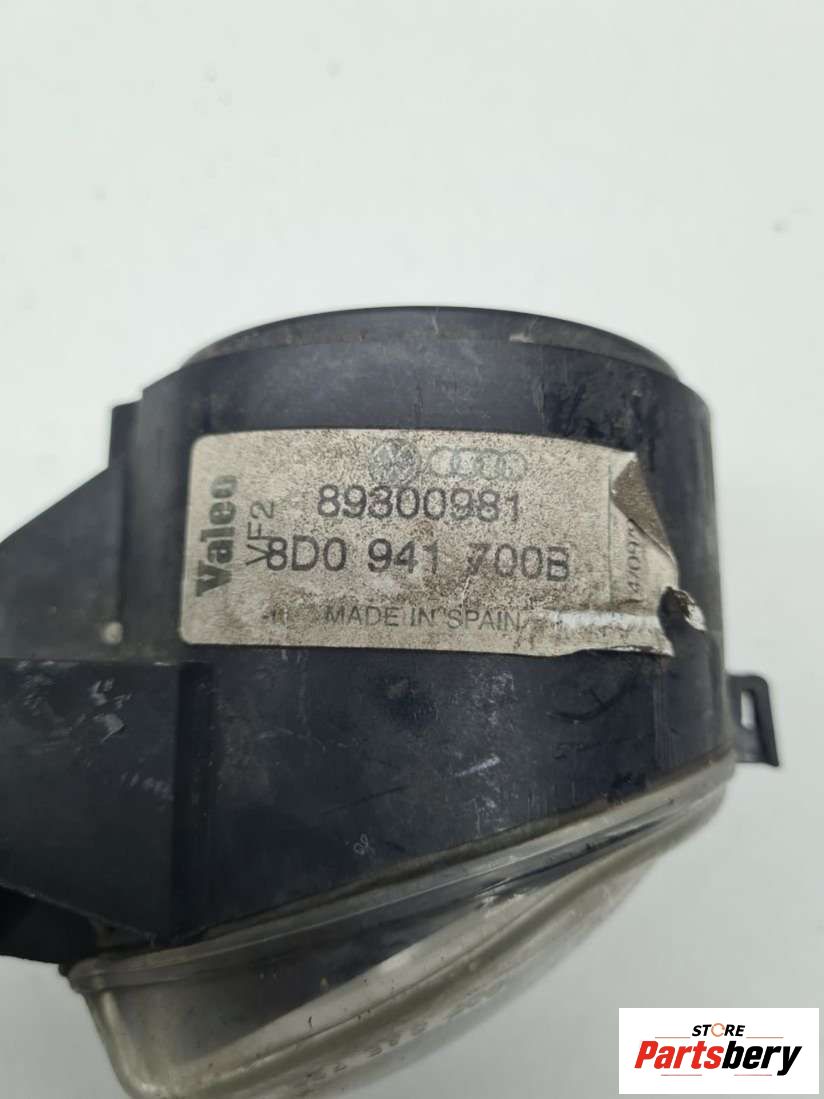 Valeo
VF2
89300981
8D0 941 700B
MADE IN SPAIN
STORE
Partsbery